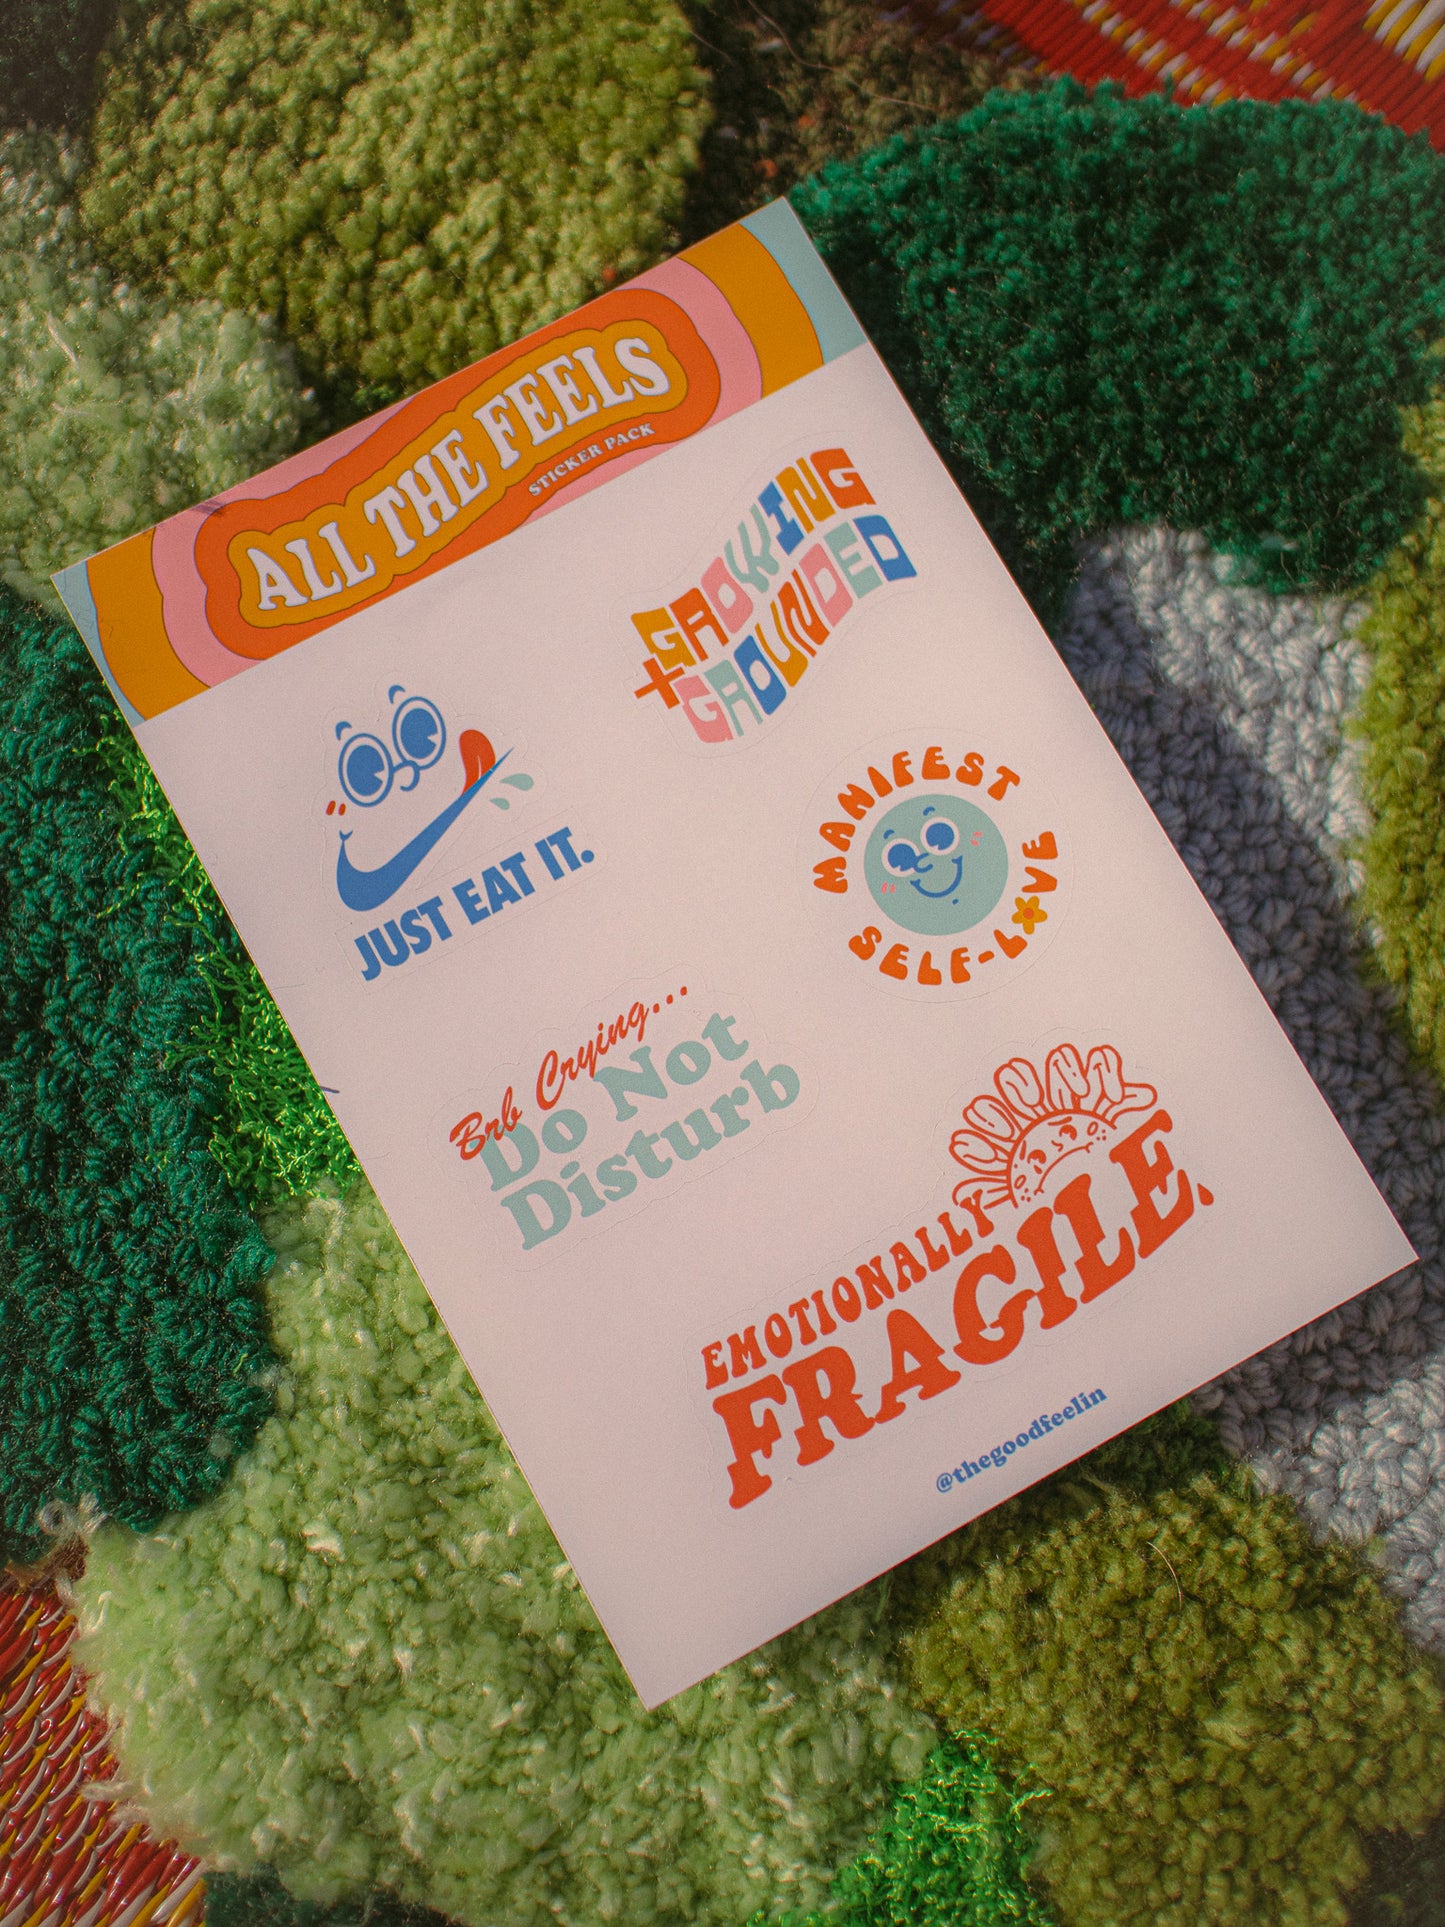 ALL THE FEELS
STICKER PACK
GROWING
+ GROUNDED
JUST EAT IT.
MANIFEST
SELF-LOVE
Brb Crying...
Do Not
Disturb
EMOTIONALLY
FRAGILE.
@thegoodfeelin